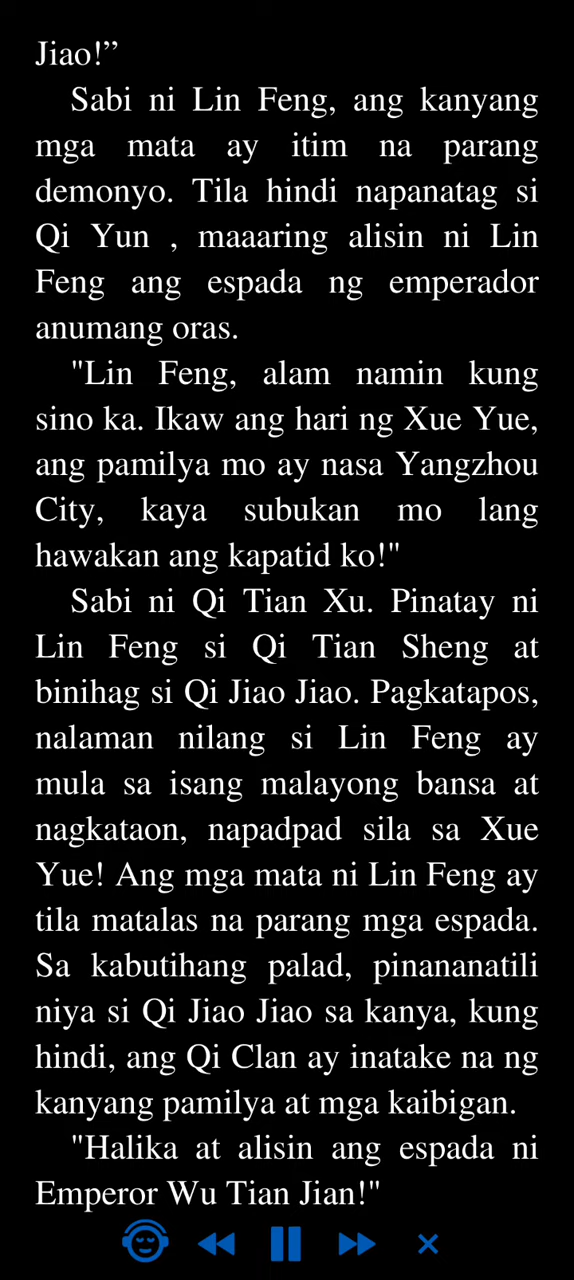 Jiao!”
Sabi ni Lin Feng, ang kanyang
mga mata ay itim na parang
demonyo. Tila hindi napanatag si
Qi Yun , maaaring alisin ni Lin
Feng ang espada ng emperador
anumang oras.
"Lin Feng, alam namin kung
sino ka. Ikaw ang hari ng Xue Yue,
ang pamilya mo ay nasa Yangzhou
City, kaya subukan mo lang
hawakan ang kapatid ko!"
Sabi ni Qi Tian Xu. Pinatay ni
Lin Feng si Qi Tian Sheng at
binihag si Qi Jiao Jiao. Pagkatapos,
nalaman nilang si Lin Feng ay
mula sa isang malayong bansa at
nagkataon, napadpad sila sa Xue
Yue! Ang mga mata ni Lin Feng ay
tila matalas na parang mga espada.
Sa kabutihang palad, pinananatili
niya si Qi Jiao Jiao sa kanya, kung
hindi, ang Qi Clan ay inatake na ng
kanyang pamilya at mga kaibigan.
"Halika at alisin ang espada ni
Emperor Wu Tian Jian!"